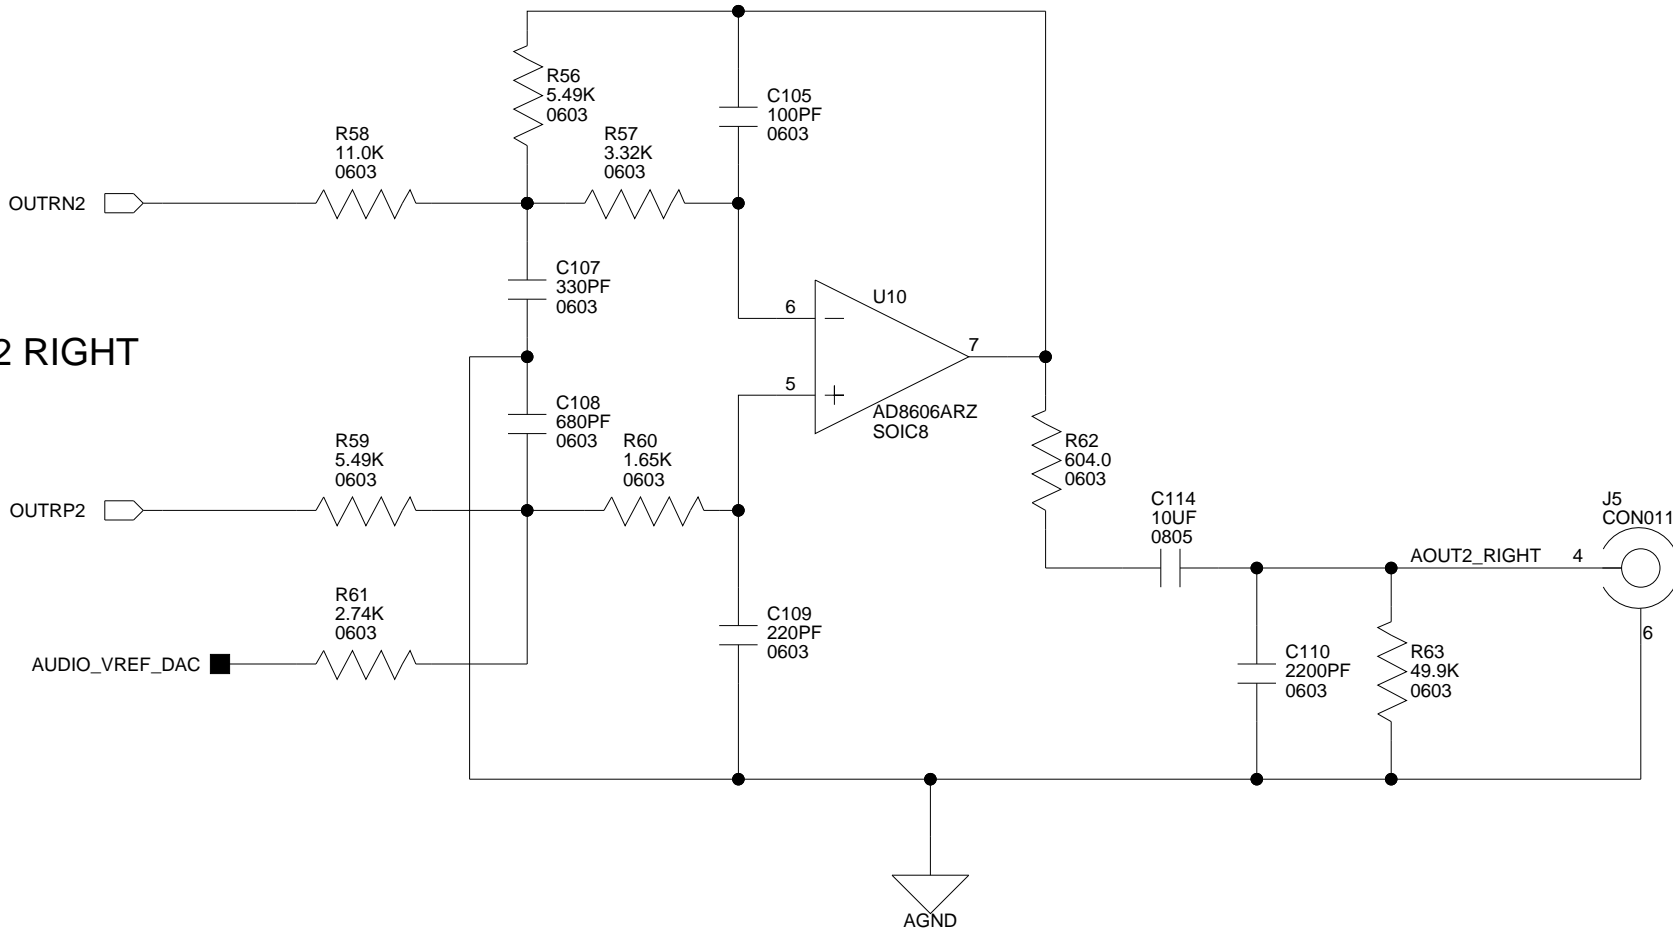 R56
5.49K
0603
C105
100PF
0603
R58
11.0K
0603
R57
3.32K
0603
OUTRN2
C107
330PF
0603
U10
6
2 RIGHT
7
5
C108
680PF
0603
AD8606ARZ
SOIC8
R59
5.49K
0603
R60
1.65K
0603
R62
604.0
0603
OUTRP2
C114
10UF
0805
J5
CON011
AOUT2_RIGHT
4
R61
2.74K
0603
C109
220PF
0603
6
AUDIO_VREF_DAC
C110
2200PF
0603
R63
49.9K
0603
AGND